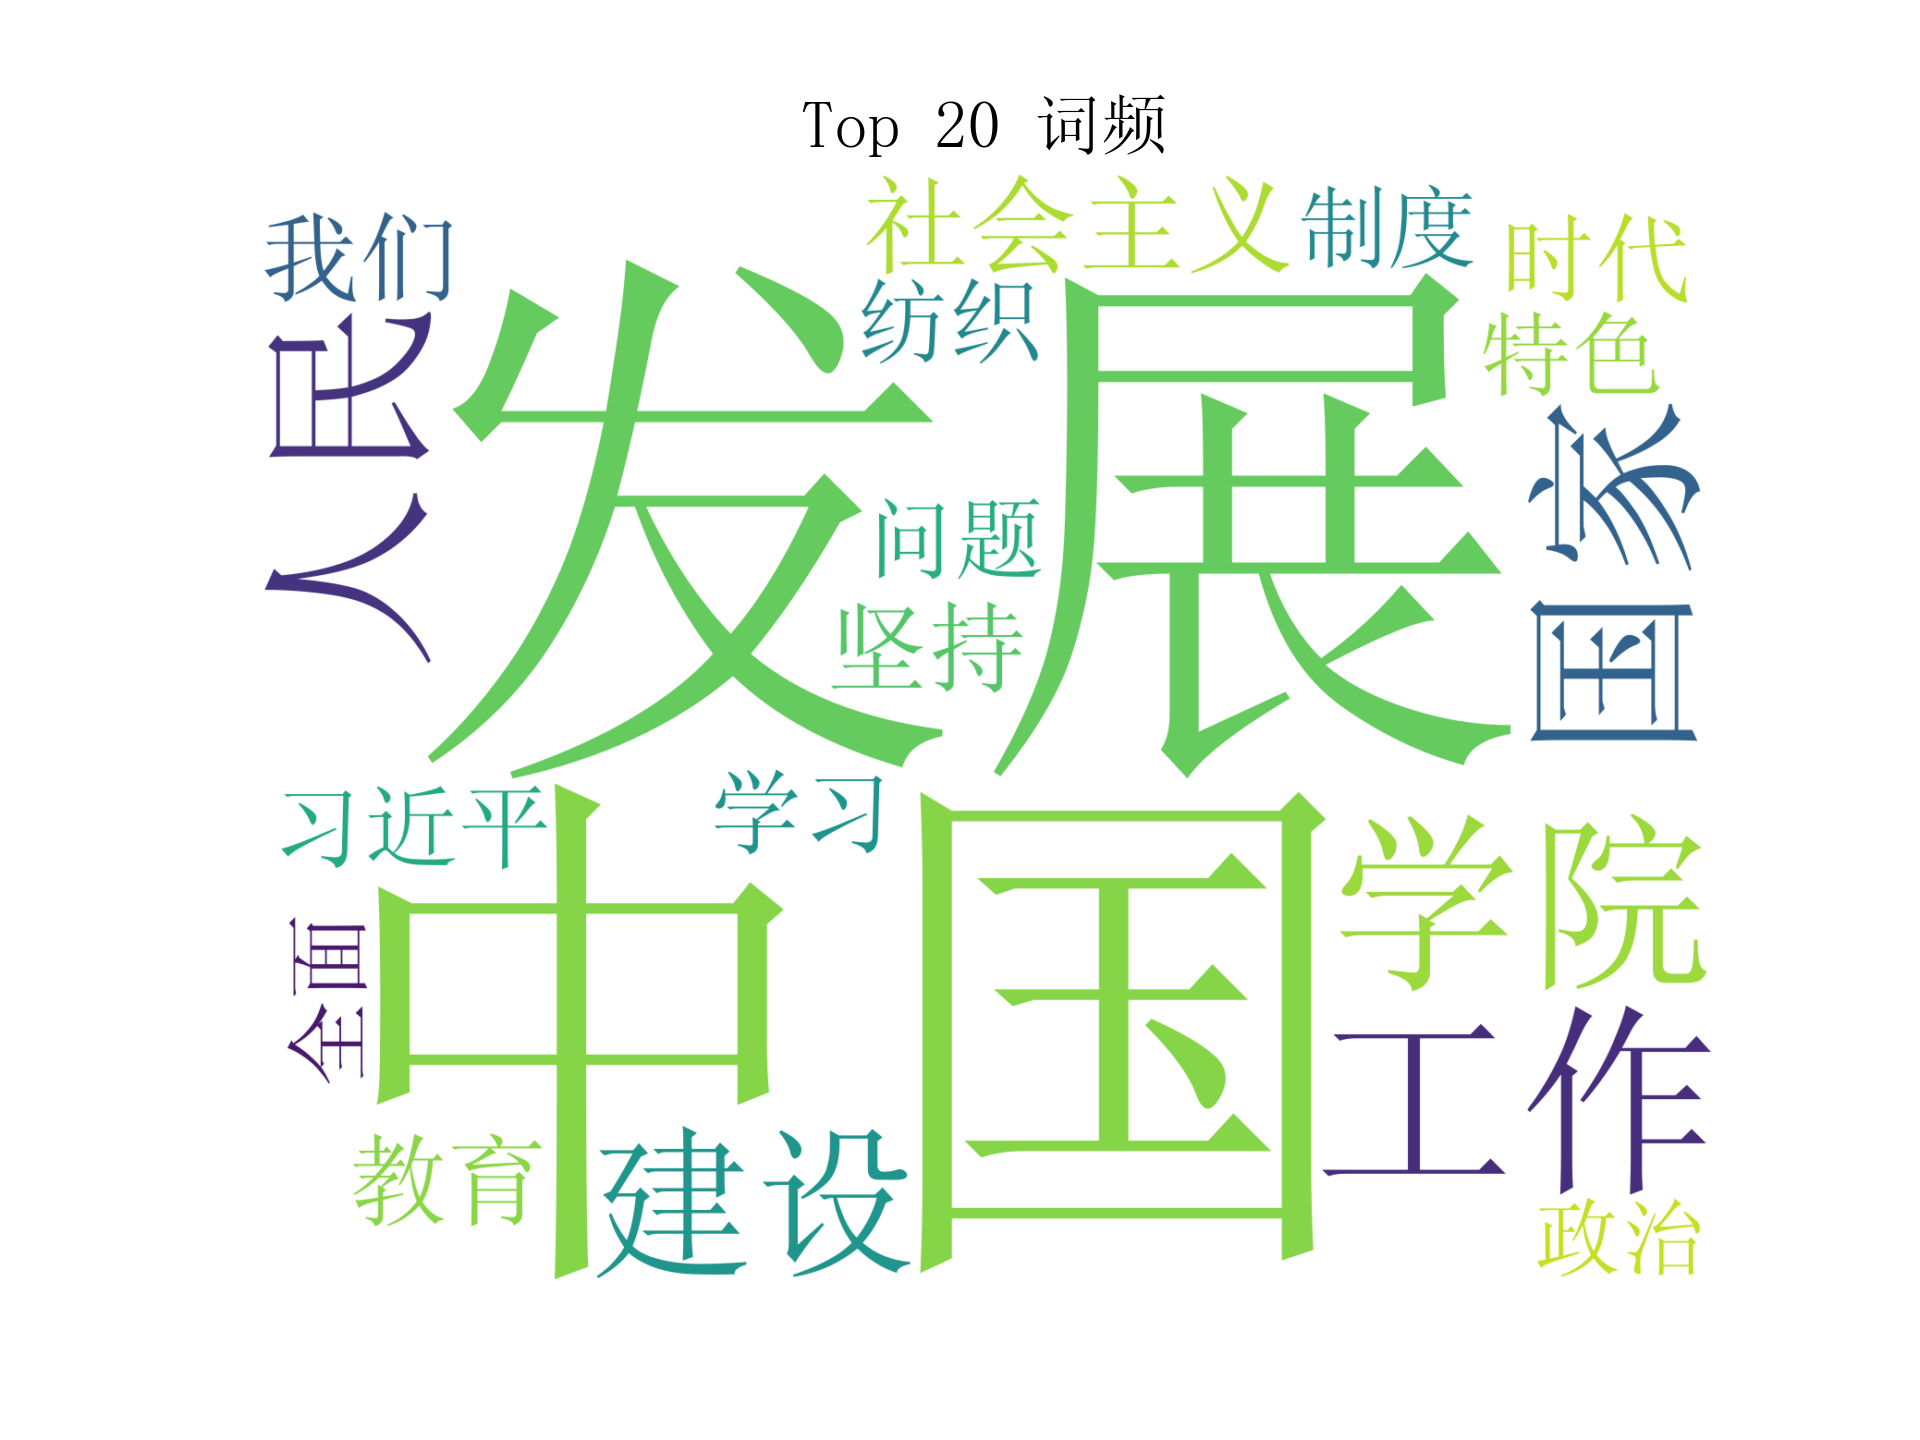 Top 20 词频
社会主义
制度
我们
时代
纺织
特色
人民
发展
国家
问题
坚持
习近平
学习
中国
学院
全面
工作
教育
建设
政治